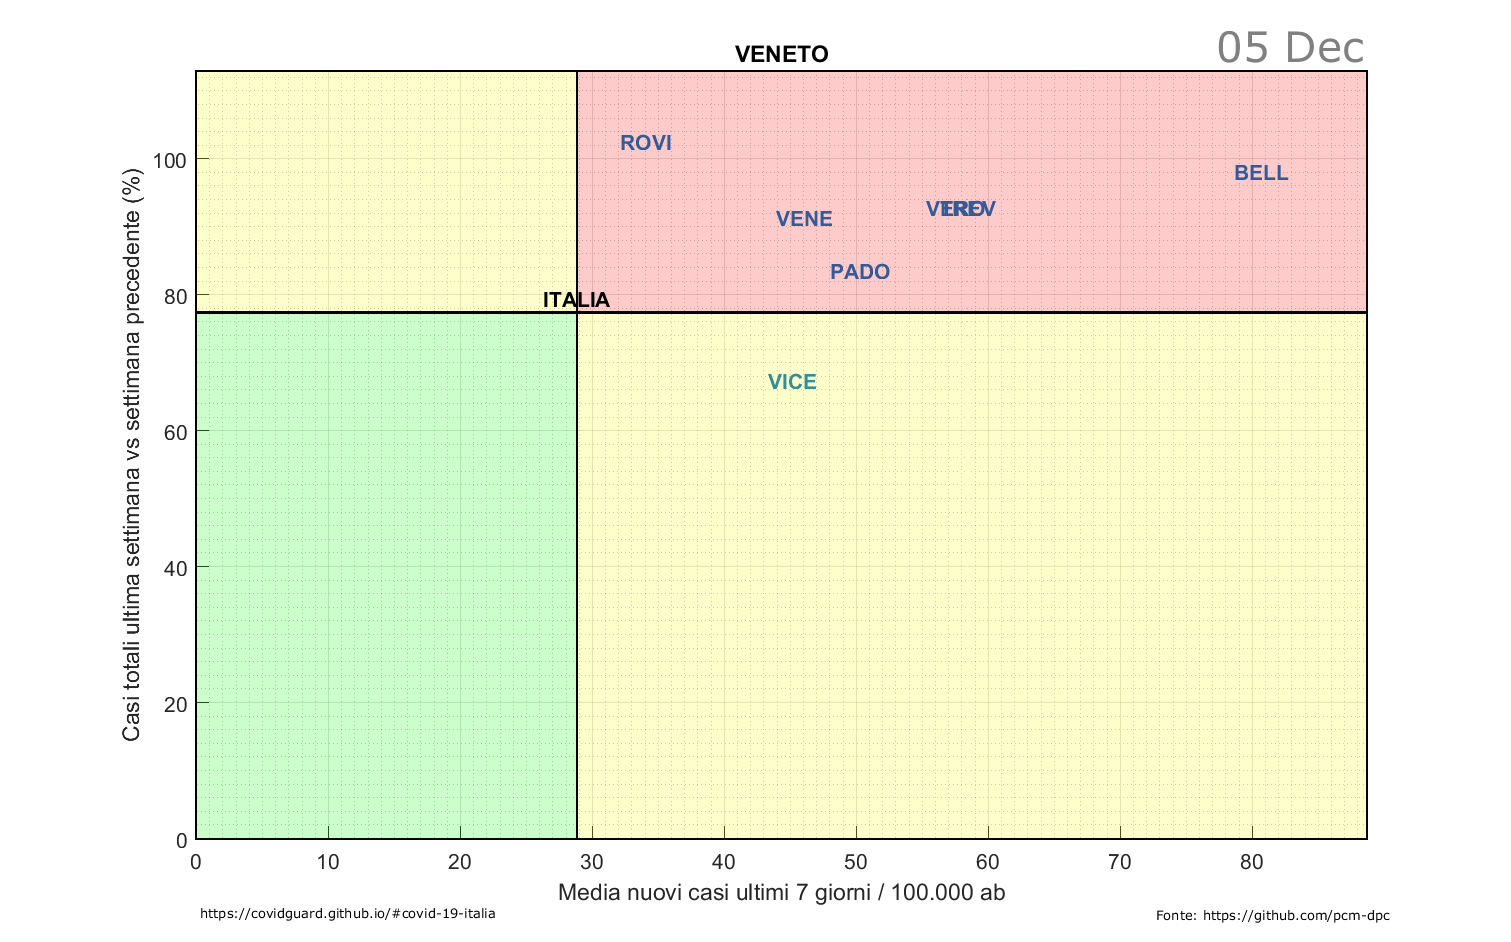 05 Dec
VENETO
Casi totali ultima settimana vs settimana precedente (%)
100
80
60
40
20
0
ROVI
BELL
VERO
TREV
VENE
PADO
ITALIA
VICE
0 10 20 30 40 50 60 70 80
Media nuovi casi ultimi 7 giorni / 100.000 ab
https://covidguard.github.io/#covid-19-italia
Fonte: https://github.com/pcm-dpc